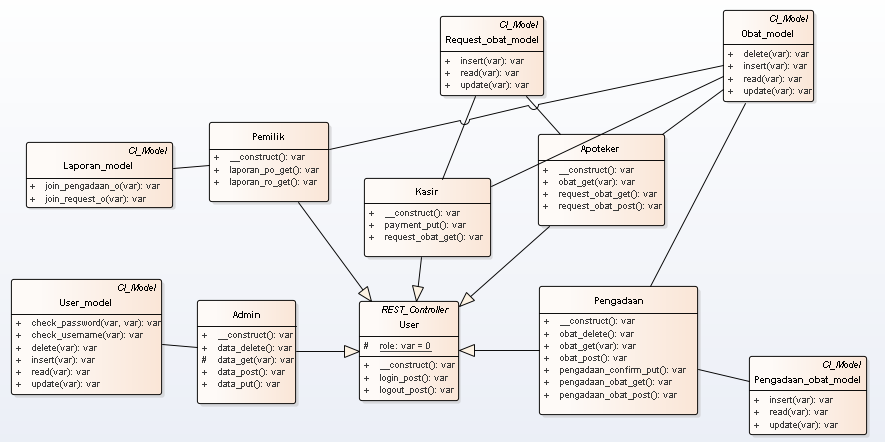 CI_Model
Request_obat_model
+ insert(var): var
+ read(var): var
+ update(var): var
CI_Model
Obat_model
+ delete(var): var
+ insert(var): var
+ read(var): var
+ update(var): var
CI_Model
Laporan_model
+ join_pengadaan_o(var): var
+ join_request_o(var): var
Pemilik
+ __construct(): var
+ laporan_po_get(): var
+ laporan_ro_get(): var
Kasir
+ __construct(): var
+ payment_put(): var
+ request_obat_get(): var
Apoteker
+ __construct(): var
+ obat_get(var): var
+ request_obat_get(): var
+ request_obat_post(): var
CI_Model
User_model
+ check_password(var, var): var
+ check_username(var): var
+ delete(var): var
+ insert(var): var
+ read(var): var
+ update(var): var
Admin
+ __construct(): var
+ data_delete(): var
# data_get(var): var
+ data_post(): var
+ data_put(): var
REST_Controller
User
# role: var = 0
+ __construct(): var
+ login_post(): var
+ logout_post(): var
Pengadaan
+ __construct(): var
+ obat_delete(): var
+ obat_get(var): var
+ obat_post(): var
+ pengadaan_confirm_put(): var
+ pengadaan_obat_get(): var
+ pengadaan_obat_post(): var
CI_Model
Pengadaan_obat_model
+ insert(var): var
+ read(var): var
+ update(var): var